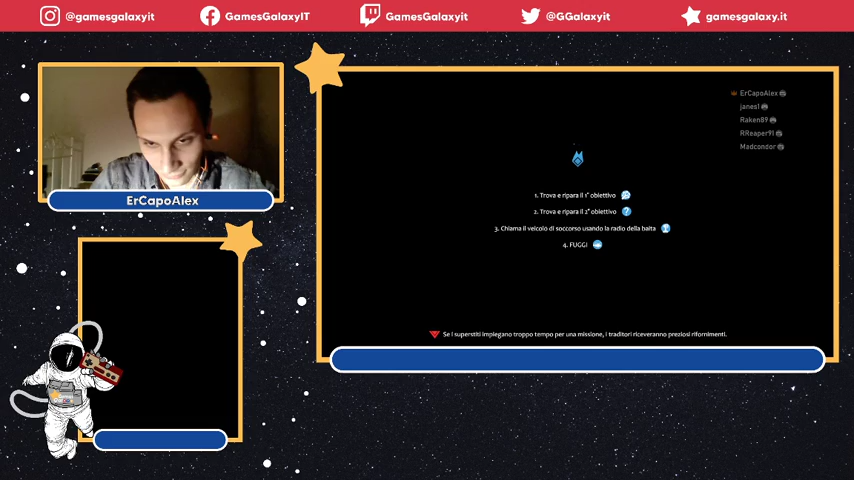 @gamesgalaxyit
GamesGalaxyIT
GamesGalaxyit
@GGalaxyit
gamesgalaxy.it
ErCapoAlex
ErCapoAlex
janes1
Raken89
RReaper91
Madcondor
1. Trova e ripara il 1° obiettivo
2. Trova e ripara il 2° obiettivo
3. Chiama il veicolo di soccorso usando la radio della baita
4. FUGGI
Se i superstiti impiegano troppo tempo per una missione, i traditori riceveranno preziosi rifornimenti.